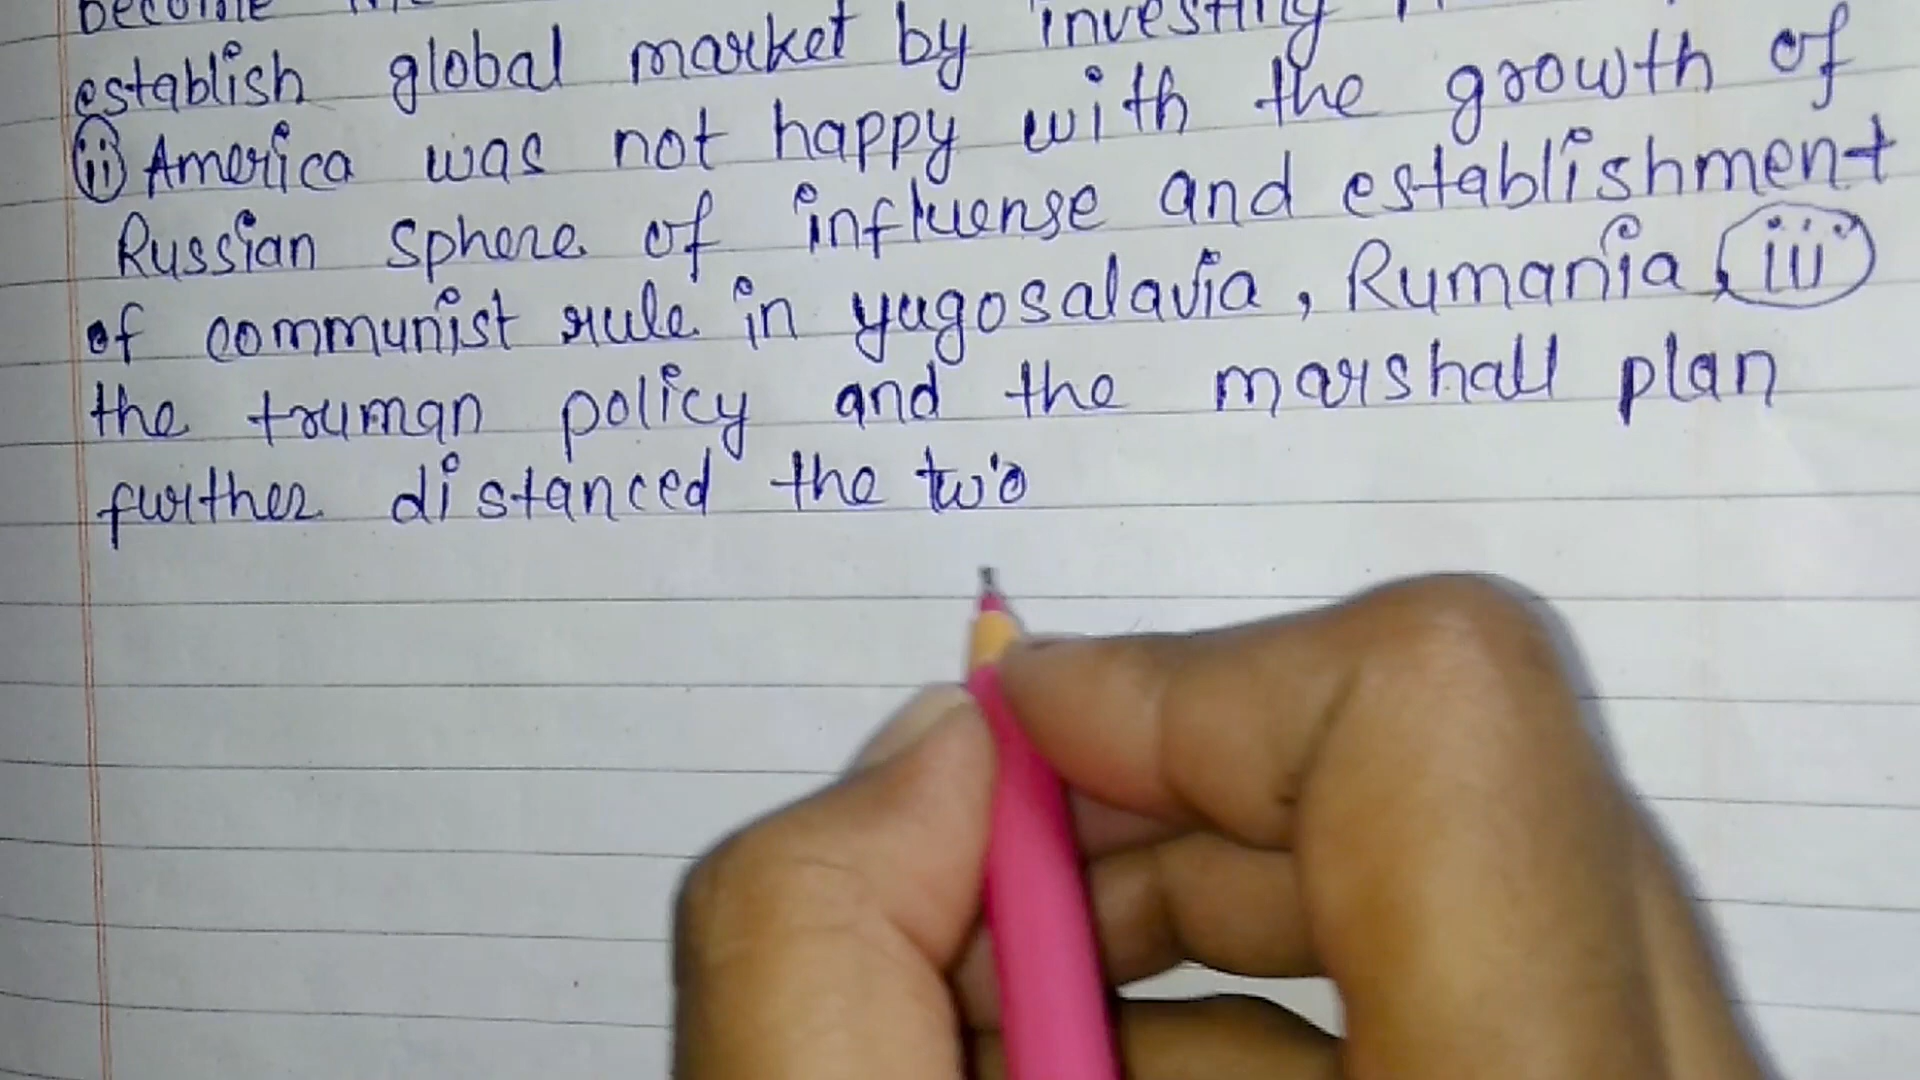 become
establish global market by investing
(ii) America was not happy with the growth of
Russian sphere of influense and establishment
of communist rule in yugosalavia, Rumania, (iii)
the truman policy and the marshall plan
further distanced the two